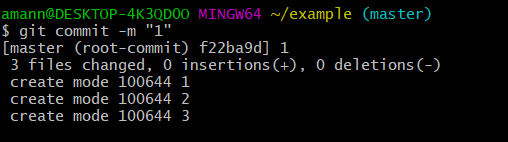 amann@DESKTOP-4K3QD0O MINGW64 ~/example (master)
$ git commit -m "1"
[master (root-commit) f22ba9d] 1
 3 files changed, 0 insertions(+), 0 deletions(-)
 create mode 100644 1
 create mode 100644 2
 create mode 100644 3